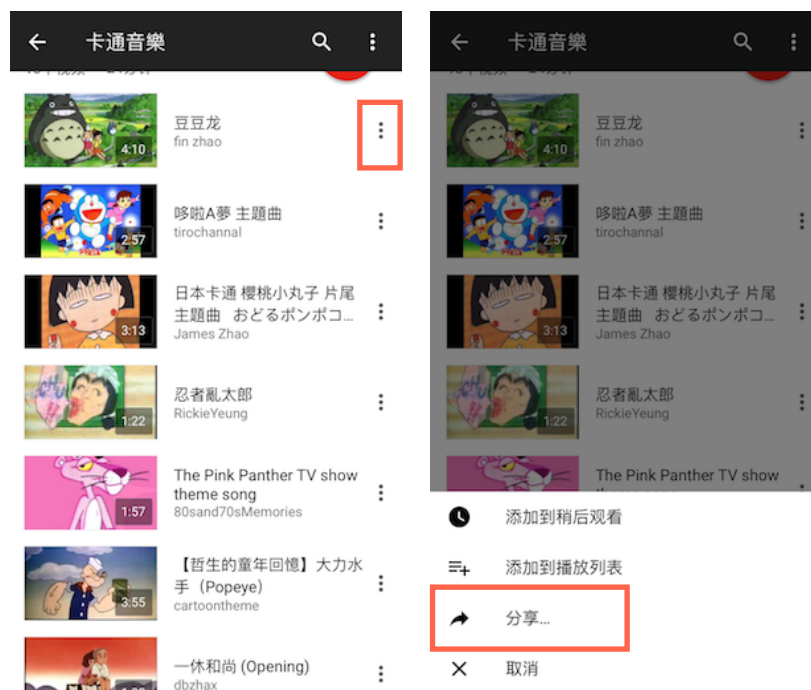 卡通音樂
豆豆龙
fin zhao
4:10
哆啦A夢 主題曲
tirochannal
2:57
日本卡通 櫻桃小丸子 片尾
主題曲 おどるポンポコ...
James Zhao
3:13
忍者亂太郎
RickieYeung
1:22
The Pink Panther TV show
theme song
80sand70sMemories
1:57
【哲生的童年回憶】大力水
手（Popeye）
cartoontheme
3:55
一休和尚 (Opening)
dbzhax
卡通音樂
豆豆龙
fin zhao
4:10
哆啦A夢 主題曲
tirochannal
2:57
日本卡通 櫻桃小丸子 片尾
主題曲 おどるポンポコ...
James Zhao
3:13
忍者亂太郎
RickieYeung
1:22
The Pink Panther TV show
添加到稍后观看
添加到播放列表
分享...
取消